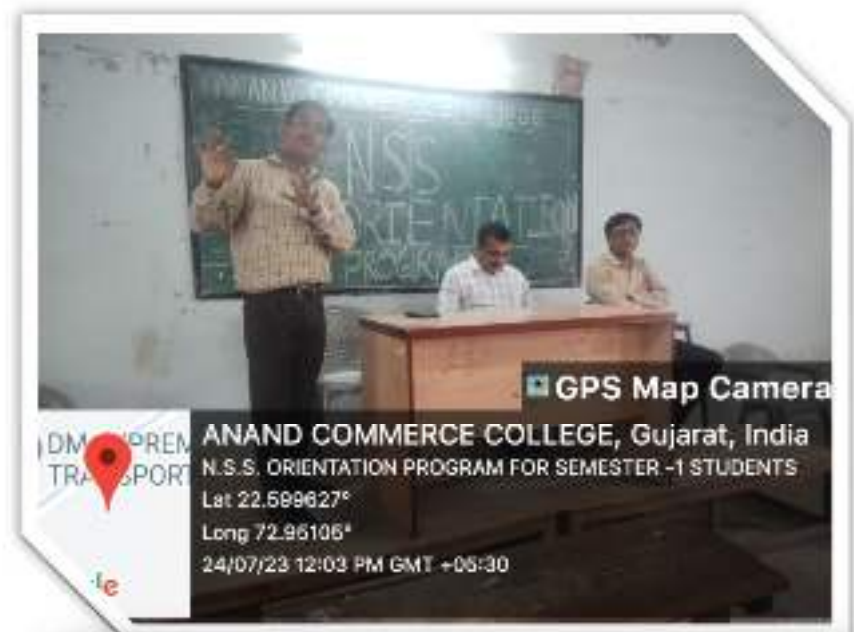 NSS
ORIENTATION
GPS Map Camera
ANAND COMMERCE COLLEGE, Gujarat, India
N.S.S. ORIENTATION PROGRAM FOR SEMESTER -1 STUDENTS
Lat 22.599627°
Long 72.96106°
24/07/23 12:03 PM GMT +05:30